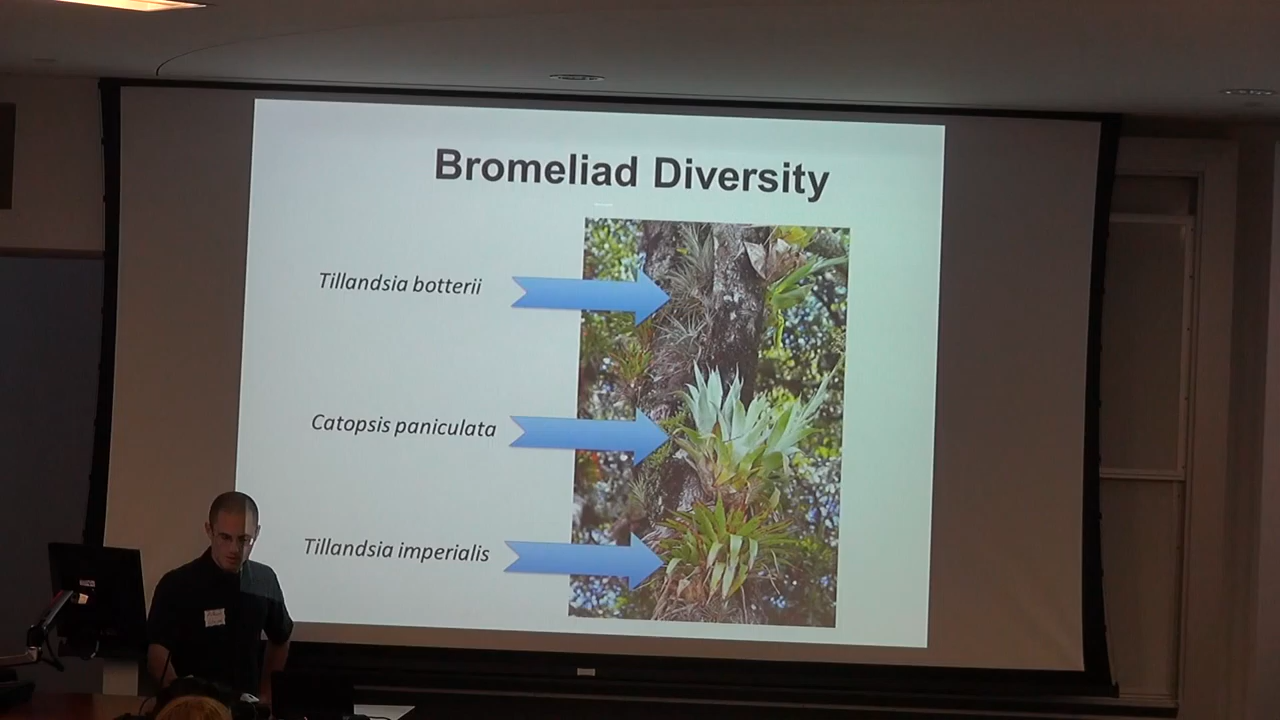 Bromeliad Diversity
Tillandsia botterii
Catopsis paniculata
Tillandsia imperialis